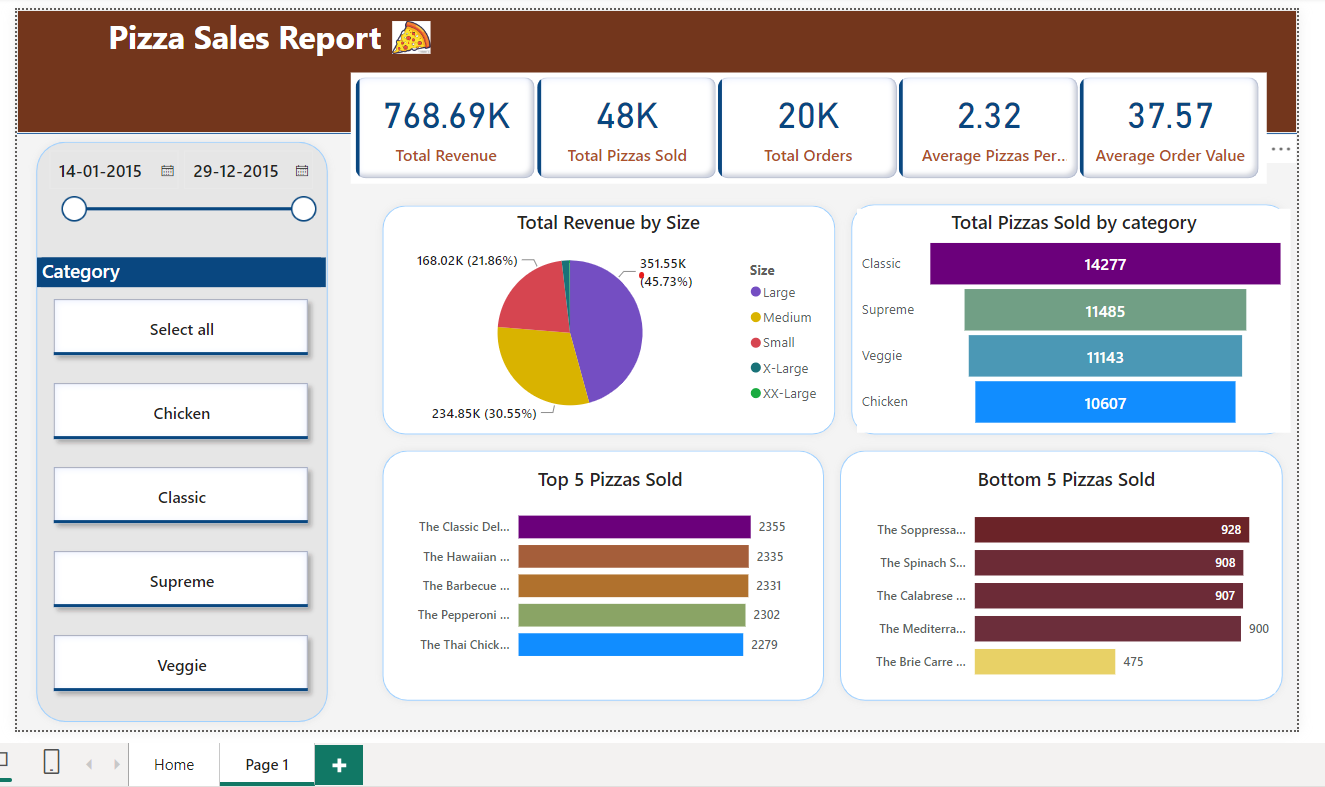 Pizza Sales Report
768.69K
Total Revenue
48K
Total Pizzas Sold
20K
Total Orders
2.32
Average Pizzas Per...
37.57
Average Order Value
14-01-2015
29-12-2015
Category
Select all
Chicken
Classic
Supreme
Veggie
Total Revenue by Size
168.02K (21.86%)
351.55K
(45.73%)
234.85K (30.55%)
Size
Large
Medium
Small
X-Large
XX-Large
Total Pizzas Sold by category
Classic 14277
Supreme 11485
Veggie 11143
Chicken 10607
Top 5 Pizzas Sold
The Classic Del... 2355
The Hawaiian ... 2335
The Barbecue ... 2331
The Pepperoni ... 2302
The Thai Chick... 2279
Bottom 5 Pizzas Sold
The Soppressa... 928
The Spinach S... 908
The Calabrese ... 907
The Mediterra... 900
The Brie Carre ... 475
Home
Page 1